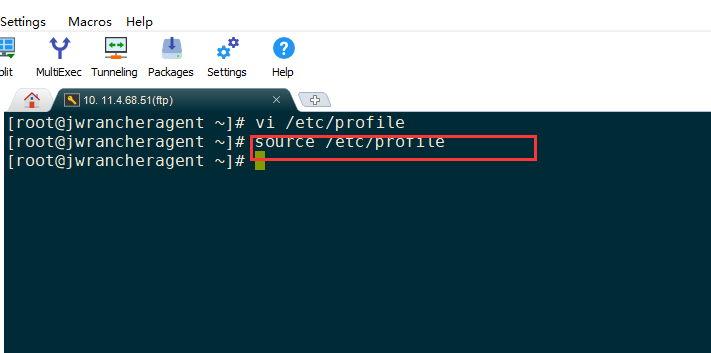 Settings Macros Help
plit MultiExec Tunneling Packages Settings Help
10. 11.4.68.51(ftp)
[root@jwrancheragent ~]# vi /etc/profile
[root@jwrancheragent ~]# source /etc/profile
[root@jwrancheragent ~]#